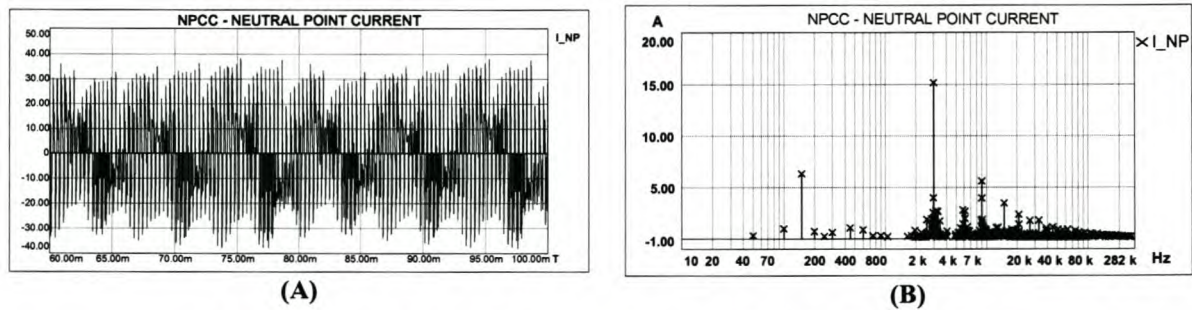 NPCC - NEUTRAL POINT CURRENT
50.00
40.00
30.00
20.00
10.00
0
-10.00
-20.00
-30.00
-40.00
60.00m 65.00m 70.00m 75.00m 80.00m 85.00m 90.00m 95.00m 100.00m T
I_NP
(A)
NPCC - NEUTRAL POINT CURRENT
A
20.00
15.00
10.00
5.00
-1.00
10 20 70 200 400 800 2 k 4 k 7 k 20 k 40 k 80 k 282 k Hz
I_NP
(B)